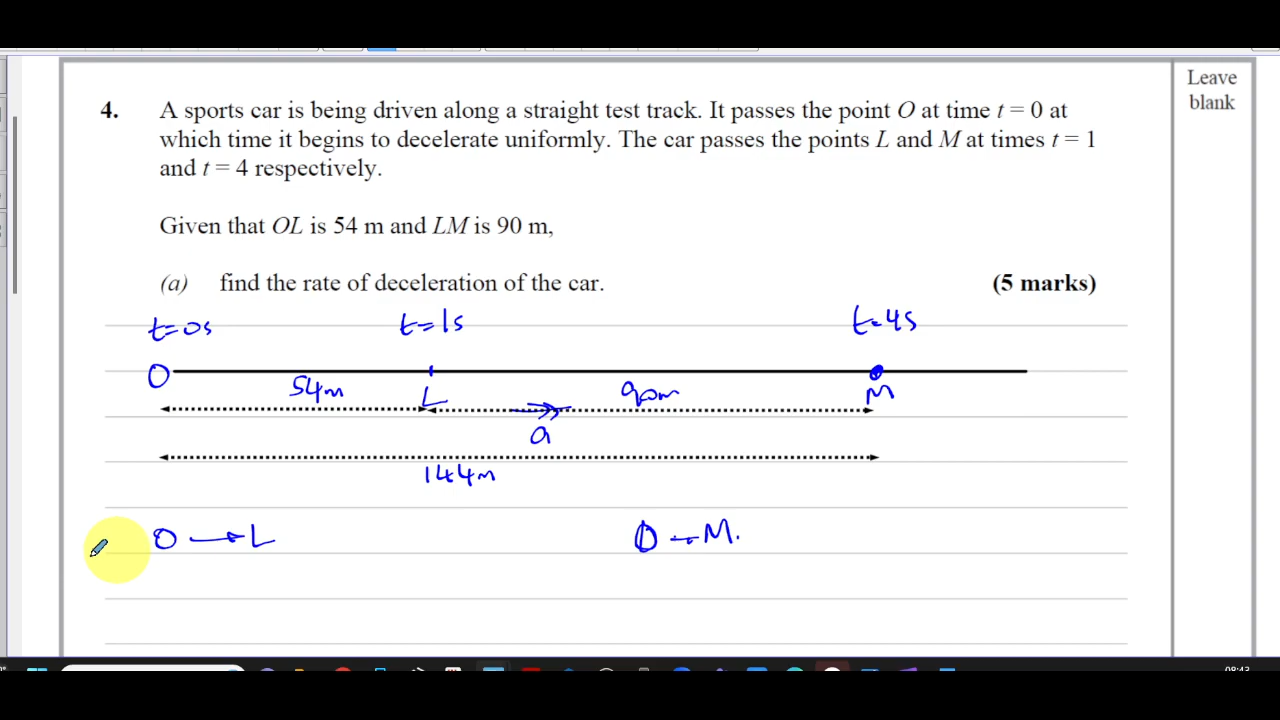 Leave
blank
4. A sports car is being driven along a straight test track. It passes the point O at time t = 0 at
which time it begins to decelerate uniformly. The car passes the points L and M at times t = 1
and t = 4 respectively.
Given that OL is 54 m and LM is 90 m,
(a) find the rate of deceleration of the car. (5 marks)
t=0s t=1s t=4s
O 54m L 90m M
a
144m
O → L O → M.